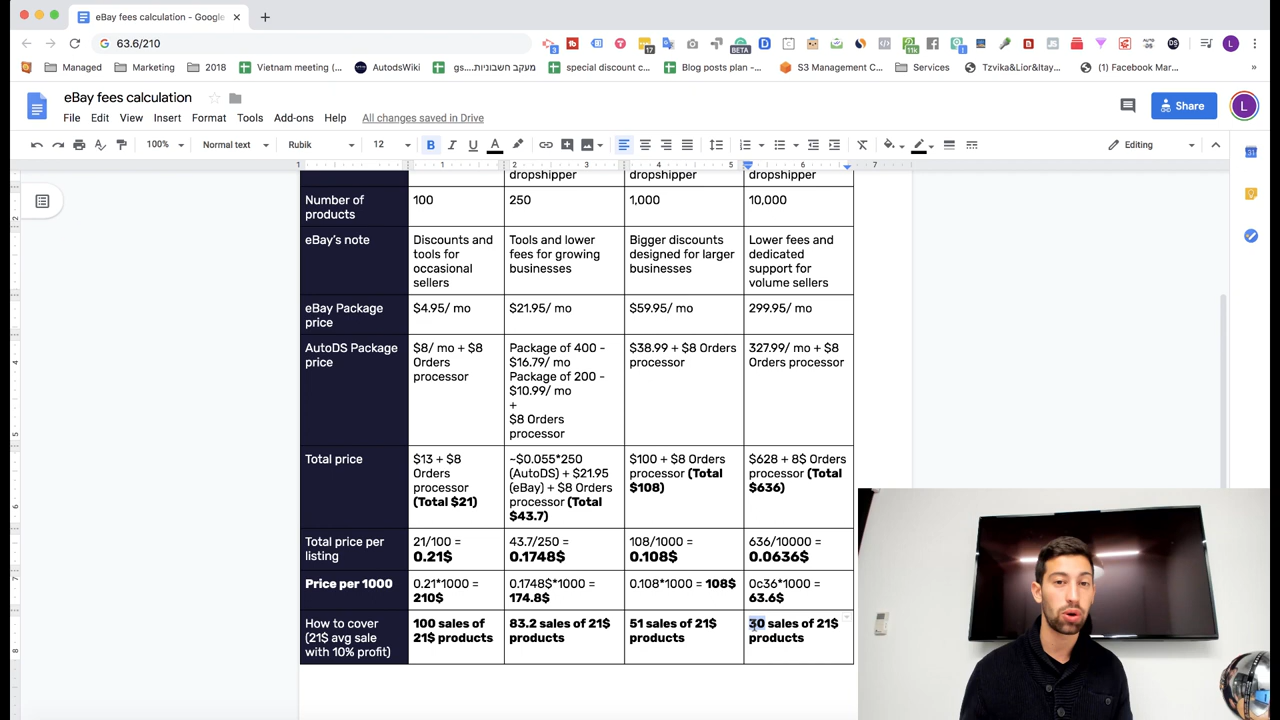 eBay fees calculation - Google
63.6/210
3
17
BETA
11k
1
L
Managed
Marketing
2018
Vietnam meeting (...
AutodsWiki
gs....מעקב חשבוניות
special discount c...
Blog posts plan - ...
S3 Management C...
Services
Tzvika&Lior&Itay...
(1) Facebook Mar...
»
eBay fees calculation
File
Edit
View
Insert
Format
Tools
Add-ons
Help
All changes saved in Drive
Share
L
100%
Normal text
Rubik
12
B
I
U
A
Editing
1
1
2
3
4
5
6
7
dropshipper
dropshipper
dropshipper
Number of
products
100
250
1,000
10,000
eBay's note
Discounts and
tools for
occasional
sellers
Tools and lower
fees for growing
businesses
Bigger discounts
designed for larger
businesses
Lower fees and
dedicated
support for
volume sellers
eBay Package
price
$4.95/ mo
$21.95/ mo
$59.95/ mo
299.95/ mo
AutoDS Package
price
$8/ mo + $8
Orders
processor
Package of 400 -
$16.79/ mo
Package of 200 -
$10.99/ mo
+
$8 Orders
processor
$38.99 + $8 Orders
processor
327.99/ mo + $8
Orders processor
Total price
$13 + $8
Orders
processor
(Total $21)
~$0.055*250
(AutoDS) + $21.95
(eBay) + $8 Orders
processor (Total
$43.7)
$100 + $8 Orders
processor (Total
$108)
$628 + 8$ Orders
processor (Total
$636)
Total price per
listing
21/100 =
0.21$
43.7/250 =
0.1748$
108/1000 =
0.108$
636/10000 =
0.0636$
Price per 1000
0.21*1000 =
210$
0.1748$*1000 =
174.8$
0.108*1000 = 108$
0c36*1000 =
63.6$
How to cover
(21$ avg sale
with 10% profit)
100 sales of
21$ products
83.2 sales of 21$
products
51 sales of 21$
products
30 sales of 21$
products